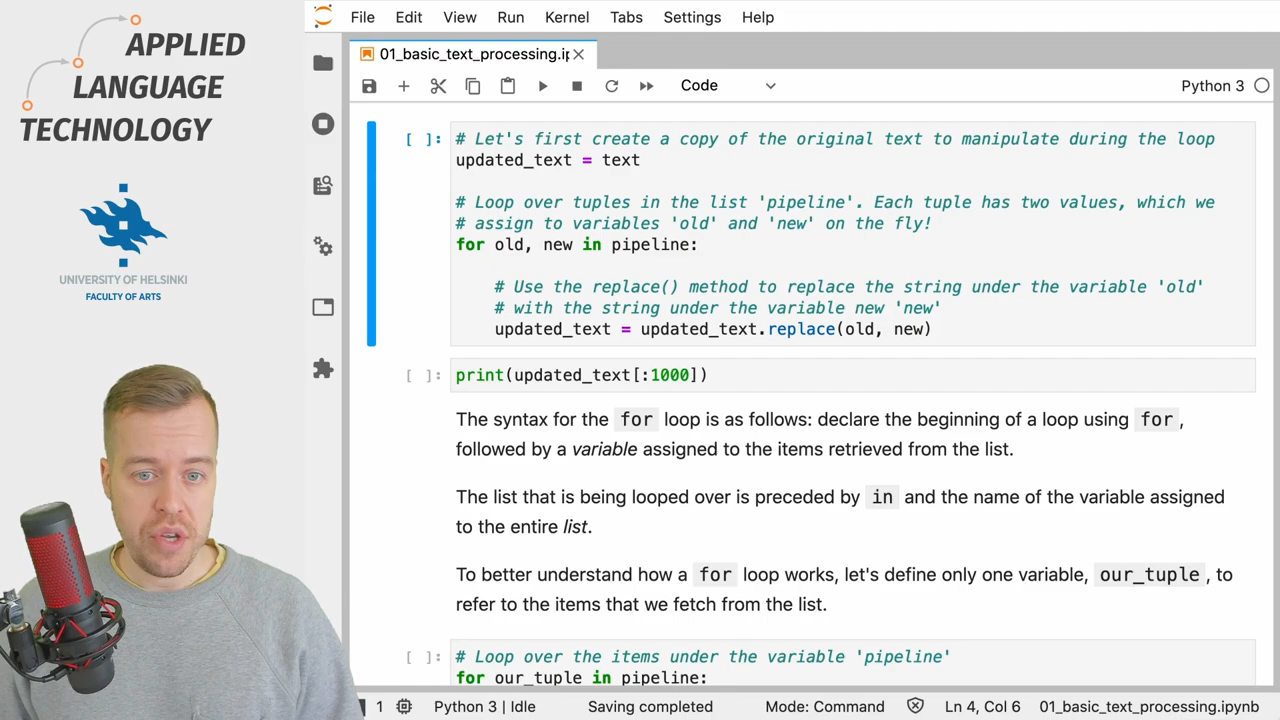 APPLIED
LANGUAGE
TECHNOLOGY
UNIVERSITY OF HELSINKI
FACULTY OF ARTS
File Edit View Run Kernel Tabs Settings Help
01_basic_text_processing.ip
Code
Python 3
[ ]:
# Let's first create a copy of the original text to manipulate during the loop
updated_text = text
# Loop over tuples in the list 'pipeline'. Each tuple has two values, which we
# assign to variables 'old' and 'new' on the fly!
for old, new in pipeline:
# Use the replace() method to replace the string under the variable 'old'
# with the string under the variable new 'new'
updated_text = updated_text.replace(old, new)
[ ]:
print(updated_text[:1000])
The syntax for the for loop is as follows: declare the beginning of a loop using for,
followed by a variable assigned to the items retrieved from the list.
The list that is being looped over is preceded by in and the name of the variable assigned
to the entire list.
To better understand how a for loop works, let's define only one variable, our_tuple, to
refer to the items that we fetch from the list.
[ ]:
# Loop over the items under the variable 'pipeline'
for our_tuple in pipeline:
1 Python 3 | Idle Saving completed Mode: Command Ln 4, Col 6 01_basic_text_processing.ipynb